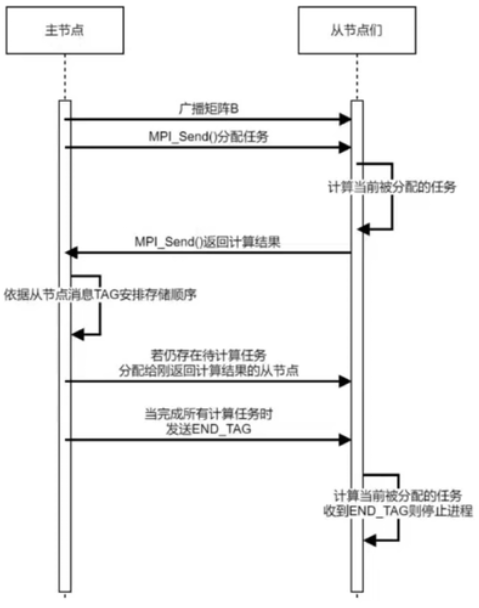 主节点
从节点们
广播矩阵B
MPI_Send()分配任务
计算当前被分配的任务
MPI_Send()返回计算结果
依据从节点消息TAG安排存储顺序
若仍存在待计算任务
分配给刚返回计算结果的从节点
当完成所有计算任务时
发送END_TAG
计算当前被分配的任务
收到END_TAG则停止进程